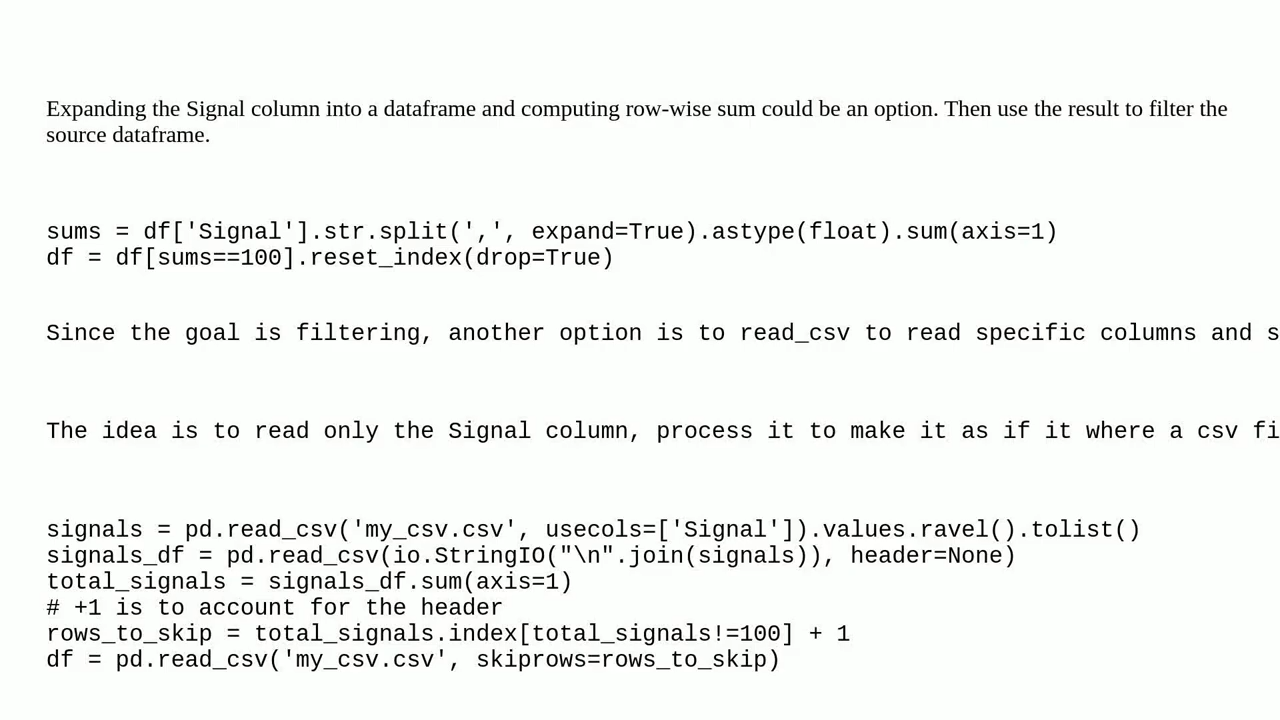 Expanding the Signal column into a dataframe and computing row-wise sum could be an option. Then use the result to filter the
source dataframe.
sums = df['Signal'].str.split(',', expand=True).astype(float).sum(axis=1)
df = df[sums==100].reset_index(drop=True)
Since the goal is filtering, another option is to read_csv to read specific columns and
The idea is to read only the Signal column, process it to make it as if it where a csv
signals = pd.read_csv('my_csv.csv', usecols=['Signal']).values.ravel().tolist()
signals_df = pd.read_csv(io.StringIO("\n".join(signals)), header=None)
total_signals = signals_df.sum(axis=1)
# +1 is to account for the header
rows_to_skip = total_signals.index[total_signals!=100] + 1
df = pd.read_csv('my_csv.csv', skiprows=rows_to_skip)